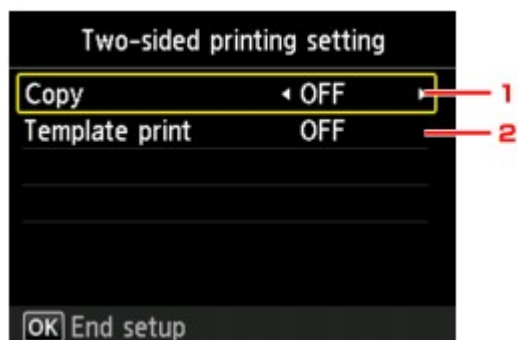 Two-sided printing setting
Copy OFF 1
Template print OFF 2
OK End setup